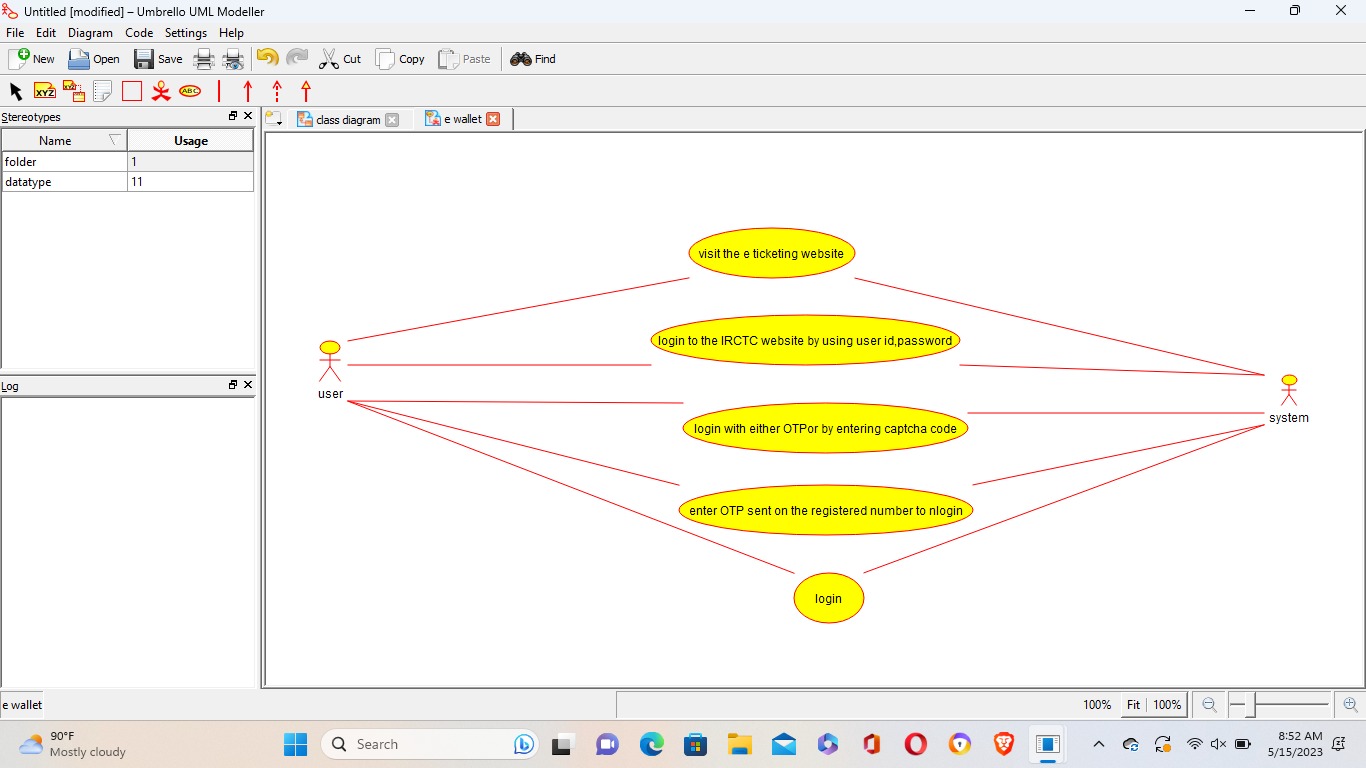 Untitled [modified] – Umbrello UML Modeller
File Edit Diagram Code Settings Help
New Open Save Cut Copy Paste Find
XYZ XYZ ABC
Stereotypes
class diagram e wallet
Name Usage
folder 1
datatype 11
visit the e ticketing website
login to the IRCTC website by using user id,password
user
Log
system
login with either OTPor by entering captcha code
enter OTP sent on the registered number to nlogin
login
e wallet 100% Fit 100%
90°F
Mostly cloudy
Search
8:52 AM
5/15/2023